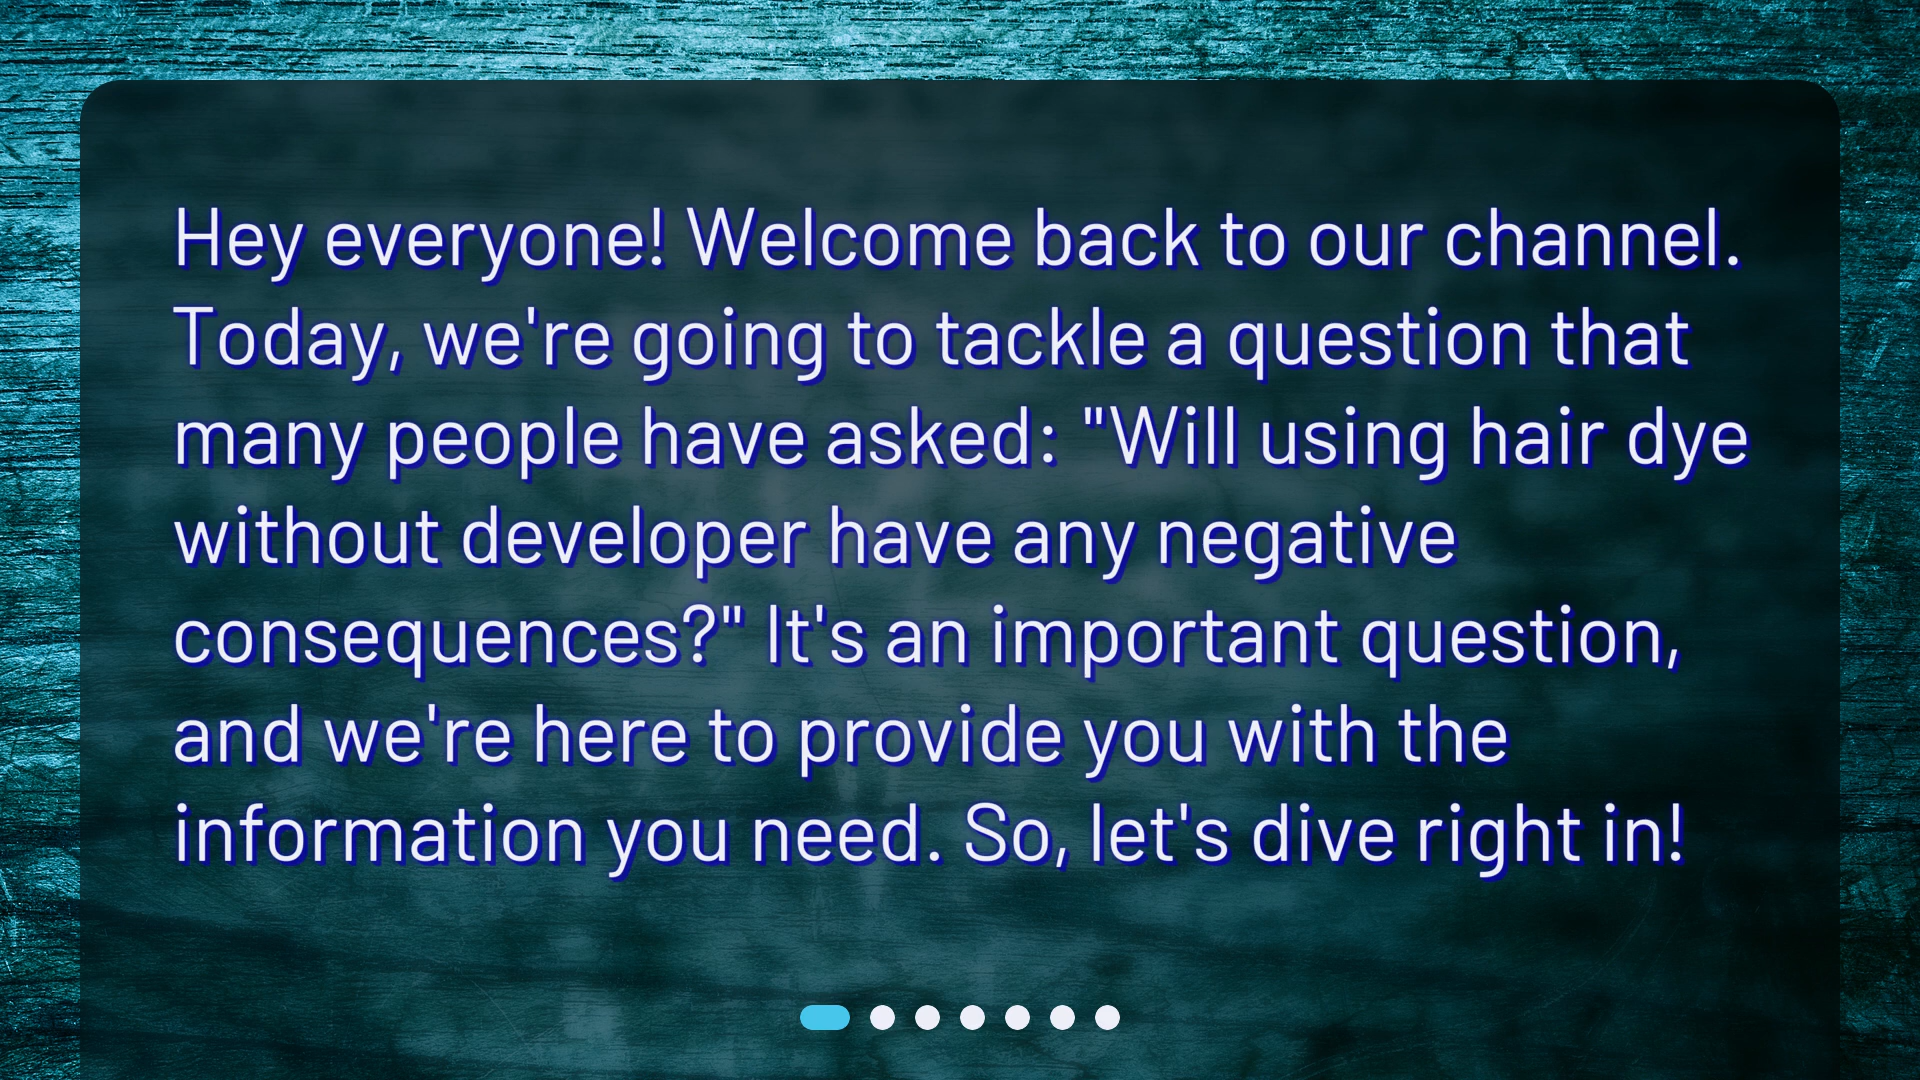 Hey everyone! Welcome back to our channel.
Today, we're going to tackle a question that
many people have asked: "Will using hair dye
without developer have any negative
consequences?" It's an important question,
and we're here to provide you with the
information you need. So, let's dive right in!